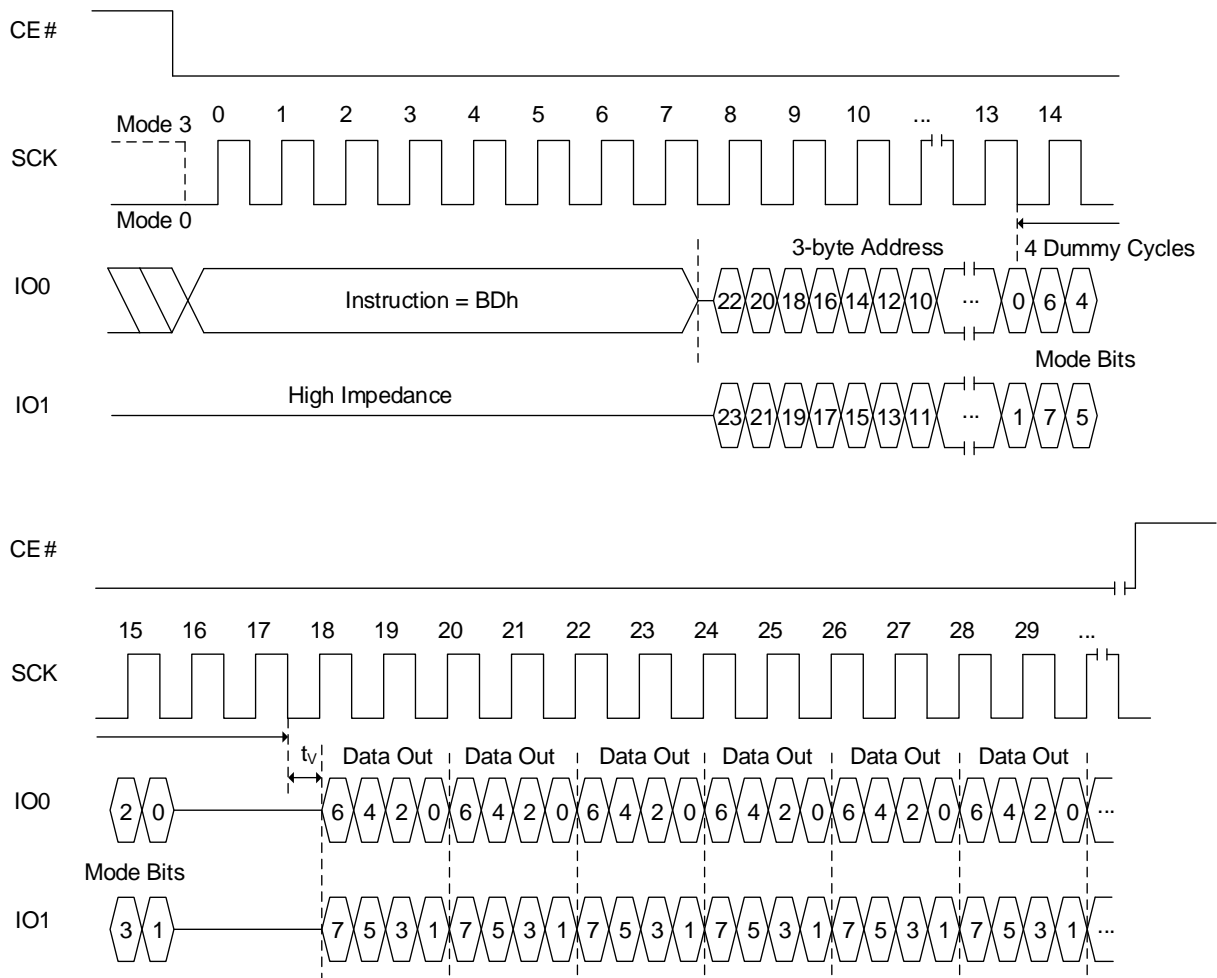 CE#
0 1 2 3 4 5 6 7 8 9 10 ... 13 14
Mode 3
SCK
Mode 0
3-byte Address 4 Dummy Cycles
IO0 Instruction = BDh 22 20 18 16 14 12 10 ... 0 6 4
Mode Bits
High Impedance
IO1 23 21 19 17 15 13 11 ... 1 7 5
CE#
15 16 17 18 19 20 21 22 23 24 25 26 27 28 29 ...
SCK
tV Data Out Data Out Data Out Data Out Data Out Data Out
IO0 2 0 6 4 2 0 6 4 2 0 6 4 2 0 6 4 2 0 6 4 2 0 6 4 2 0 ...
Mode Bits
IO1 3 1 7 5 3 1 7 5 3 1 7 5 3 1 7 5 3 1 7 5 3 1 7 5 3 1 ...